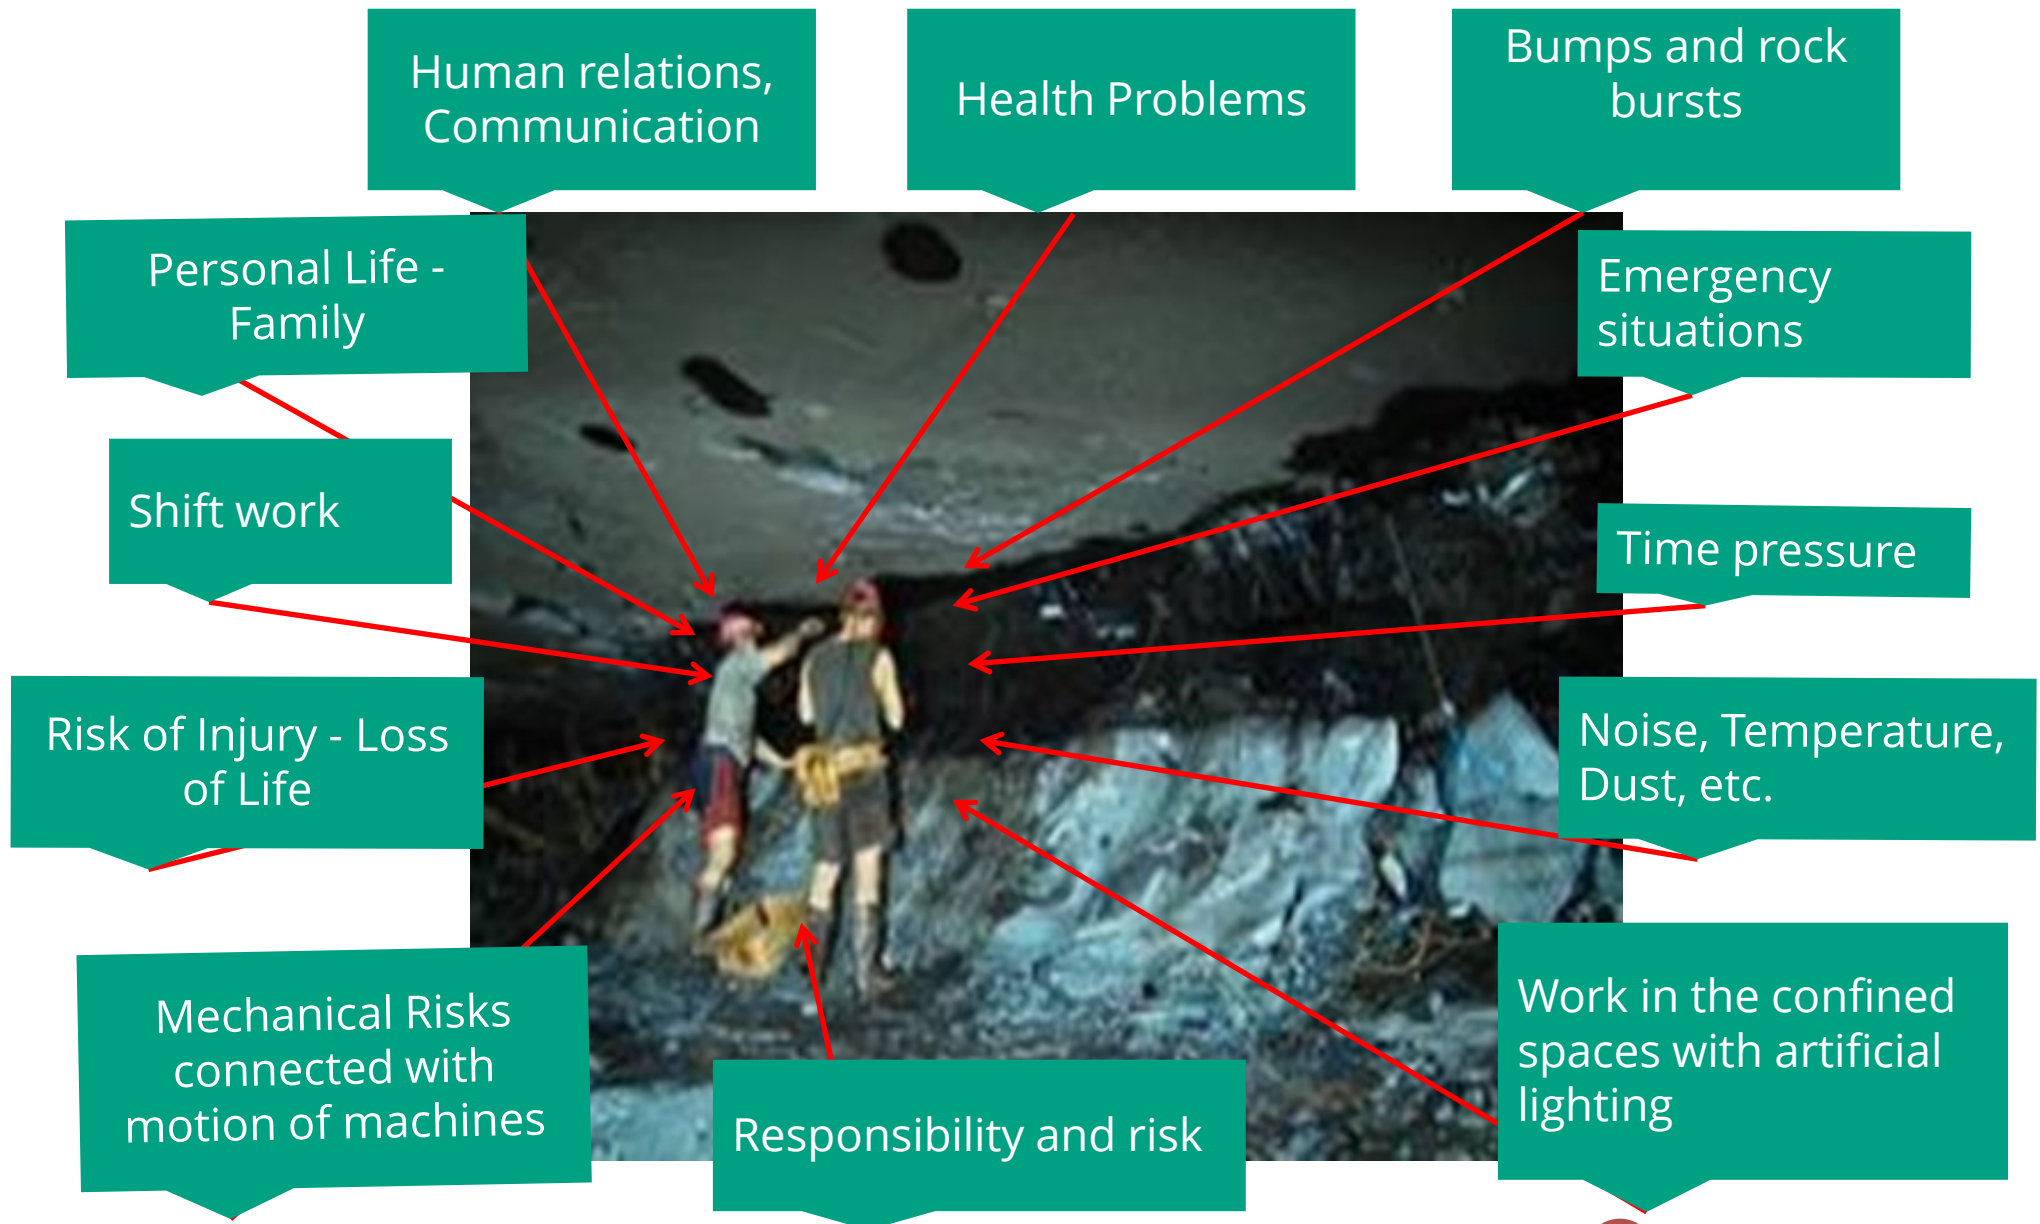 Human relations,
Communication
Health Problems
Bumps and rock
bursts
Personal Life -
Family
Emergency
situations
Shift work
Time pressure
Risk of Injury - Loss
of Life
Noise, Temperature,
Dust, etc.
Mechanical Risks
connected with
motion of machines
Responsibility and risk
Work in the confined
spaces with artificial
lighting